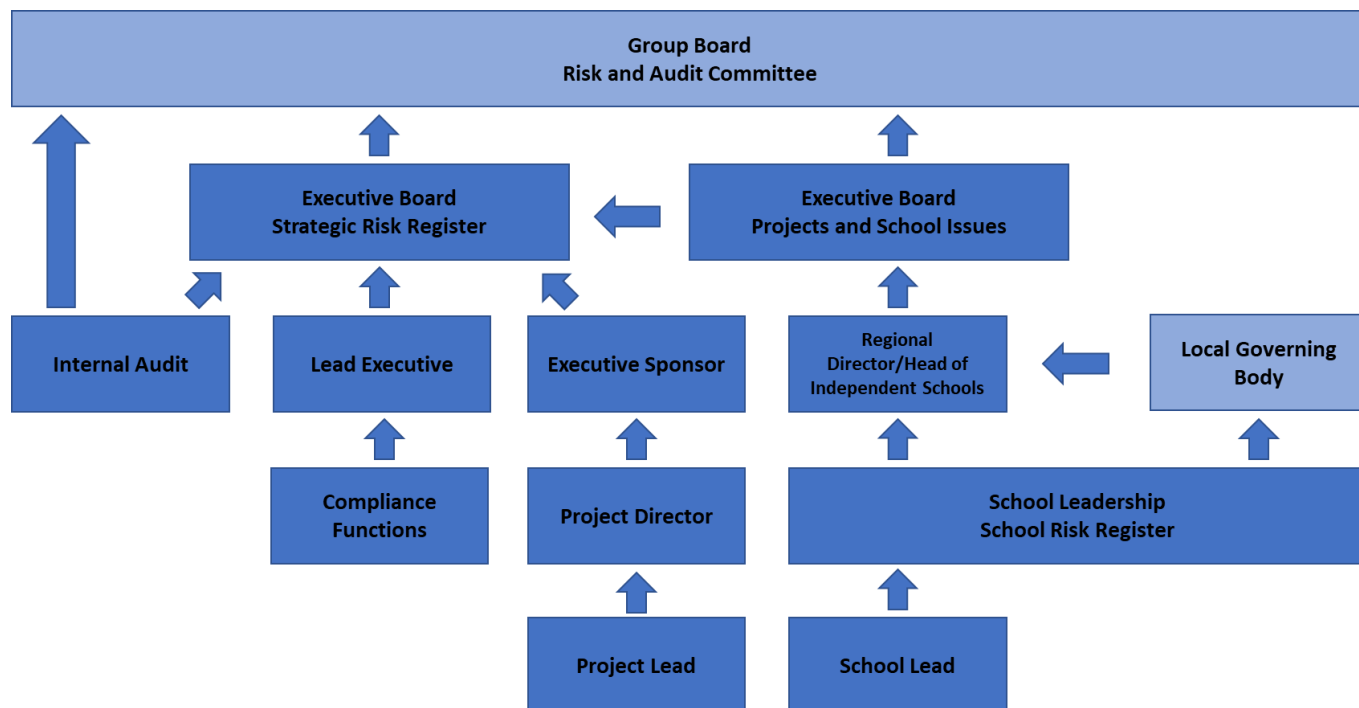 Group Board
Risk and Audit Committee
Executive Board
Strategic Risk Register
Executive Board
Projects and School Issues
Internal Audit
Lead Executive
Executive Sponsor
Regional
Director/Head of
Independent Schools
Local Governing
Body
Compliance
Functions
Project Director
School Leadership
School Risk Register
Project Lead
School Lead